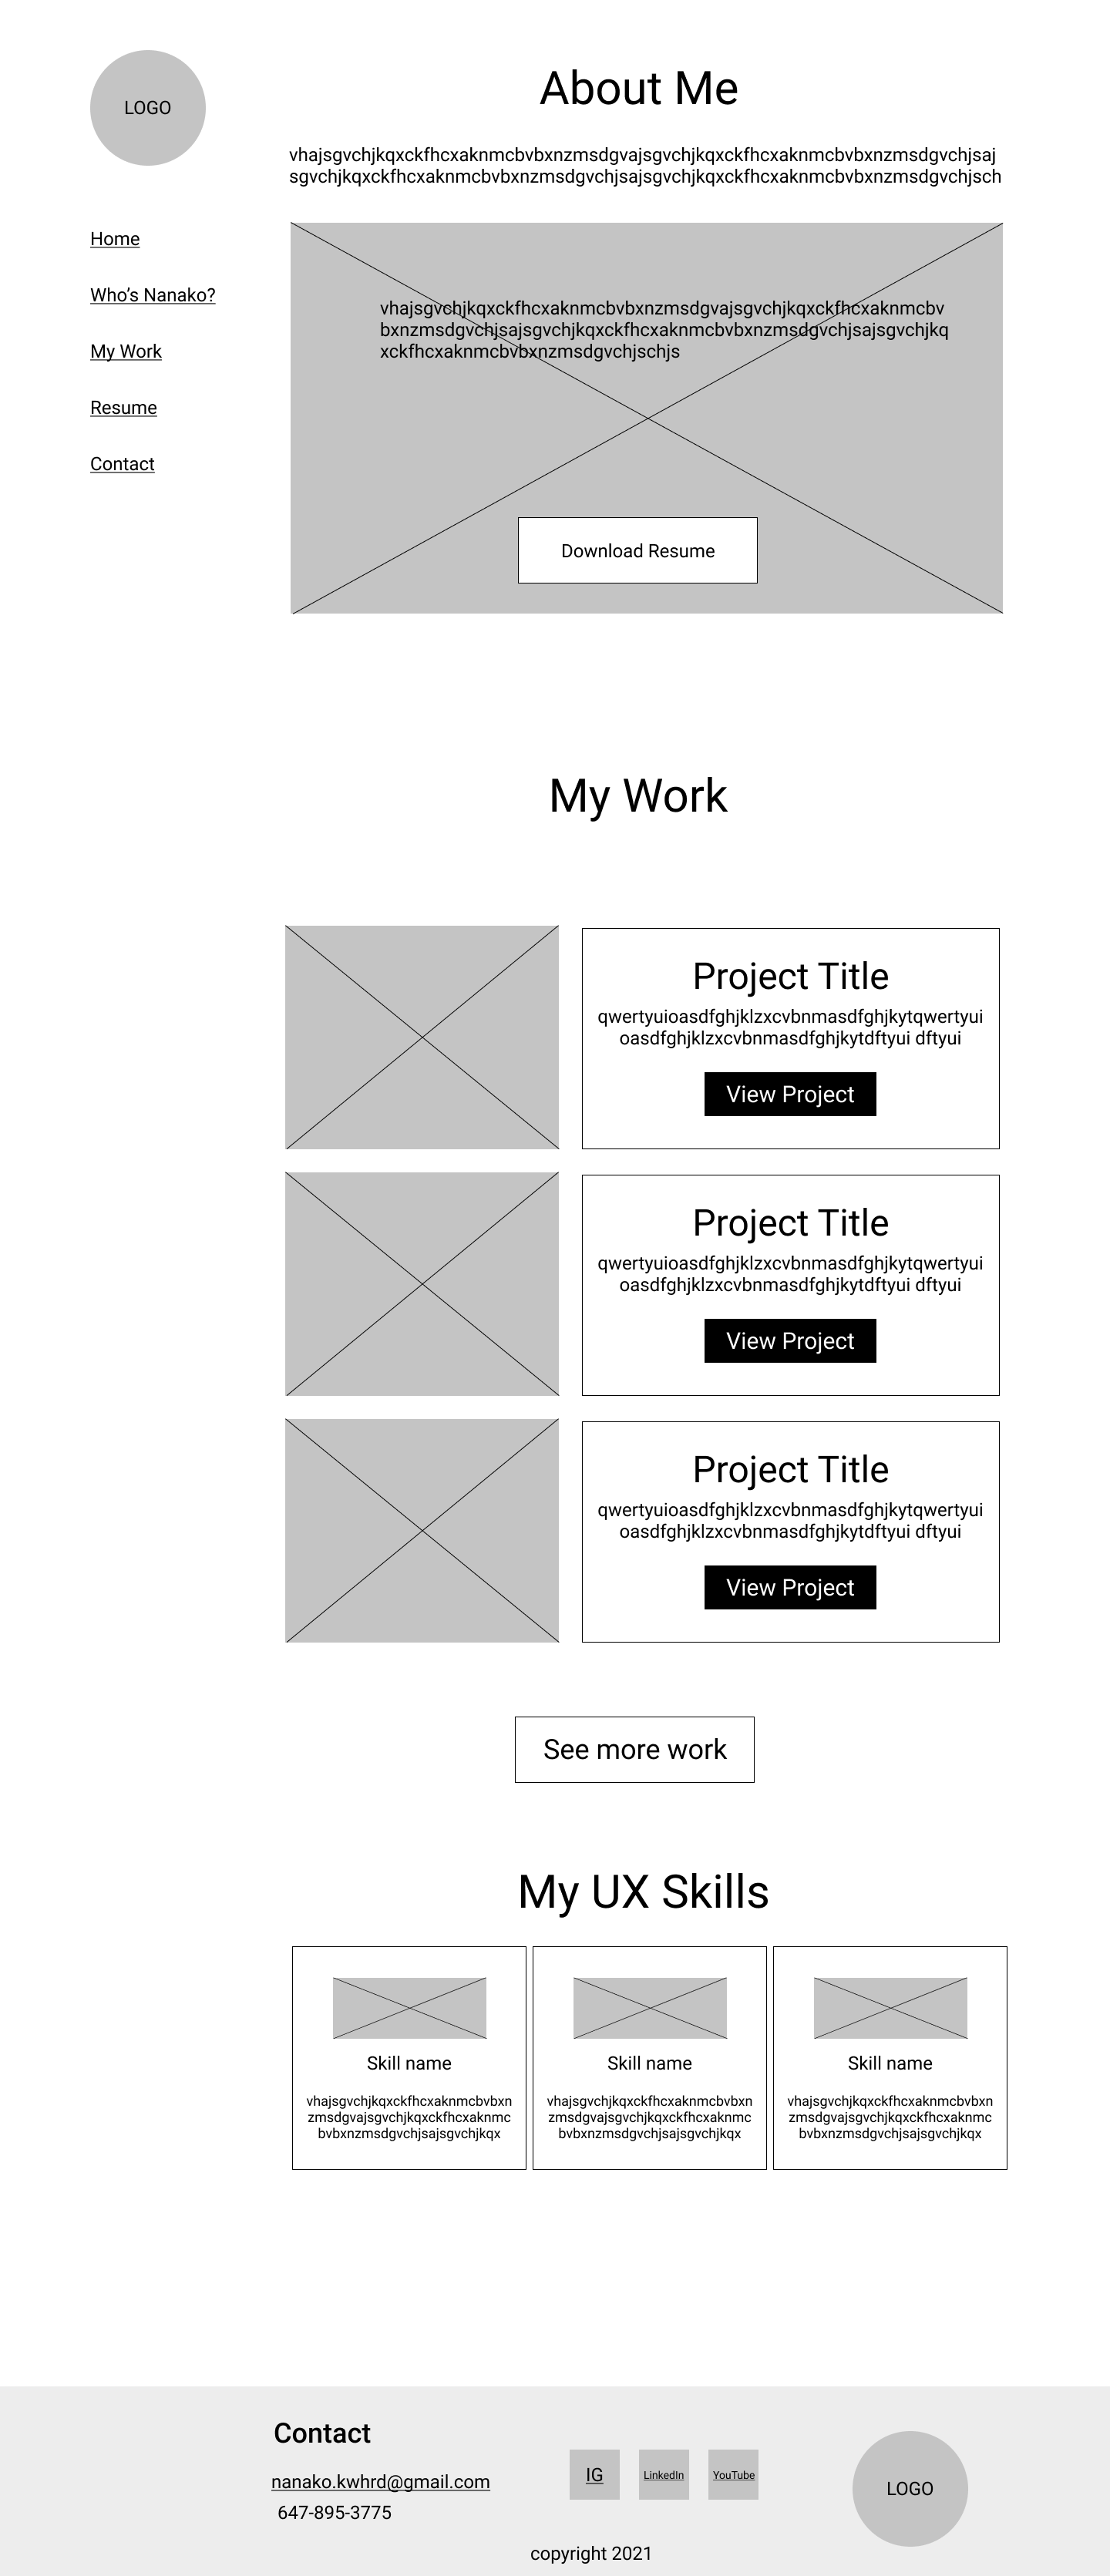 LOGO
Home
Who's Nanako?
My Work
Resume
Contact
About Me
vhajsgvchjkqxckfhcxaknmcbvbxnzmsdgvajsgvchjkqxckfhcxaknmcbvbxnzmsdgvchjsaj
sgvchjkqxckfhcxaknmcbvbxnzmsdgvchjsajsgvchjkqxckfhcxaknmcbvbxnzmsdgvchjsch
vhajsgvchjkqxckfhcxaknmcbvbxnzmsdgvajsgvchjkqxckfhcxaknmcbv
bxnzmsdgvchjsajsgvchjkqxckfhcxaknmcbvbxnzmsdgvchjsajsgvchjkq
xckfhcxaknmcbvbxnzmsdgvchjschjs
Download Resume
My Work
Project Title
qwertyuioasdfghjklzxcvbnmasdfghjkytqwertyui
oasdfghjklzxcvbnmasdfghjkytdftyui dftyui
View Project
Project Title
qwertyuioasdfghjklzxcvbnmasdfghjkytqwertyui
oasdfghjklzxcvbnmasdfghjkytdftyui dftyui
View Project
Project Title
qwertyuioasdfghjklzxcvbnmasdfghjkytqwertyui
oasdfghjklzxcvbnmasdfghjkytdftyui dftyui
View Project
See more work
My UX Skills
Skill name
vhajsgvchjkqxckfhcxaknmcbvbxn
zmsdgvajsgvchjkqxckfhcxaknmc
bvbxnzmsdgvchjsajsgvchjkqx
Skill name
vhajsgvchjkqxckfhcxaknmcbvbxn
zmsdgvajsgvchjkqxckfhcxaknmc
bvbxnzmsdgvchjsajsgvchjkqx
Skill name
vhajsgvchjkqxckfhcxaknmcbvbxn
zmsdgvajsgvchjkqxckfhcxaknmc
bvbxnzmsdgvchjsajsgvchjkqx
Contact
nanako.kwhrd@gmail.com
647-895-3775
IG
LinkedIn
YouTube
LOGO
copyright 2021